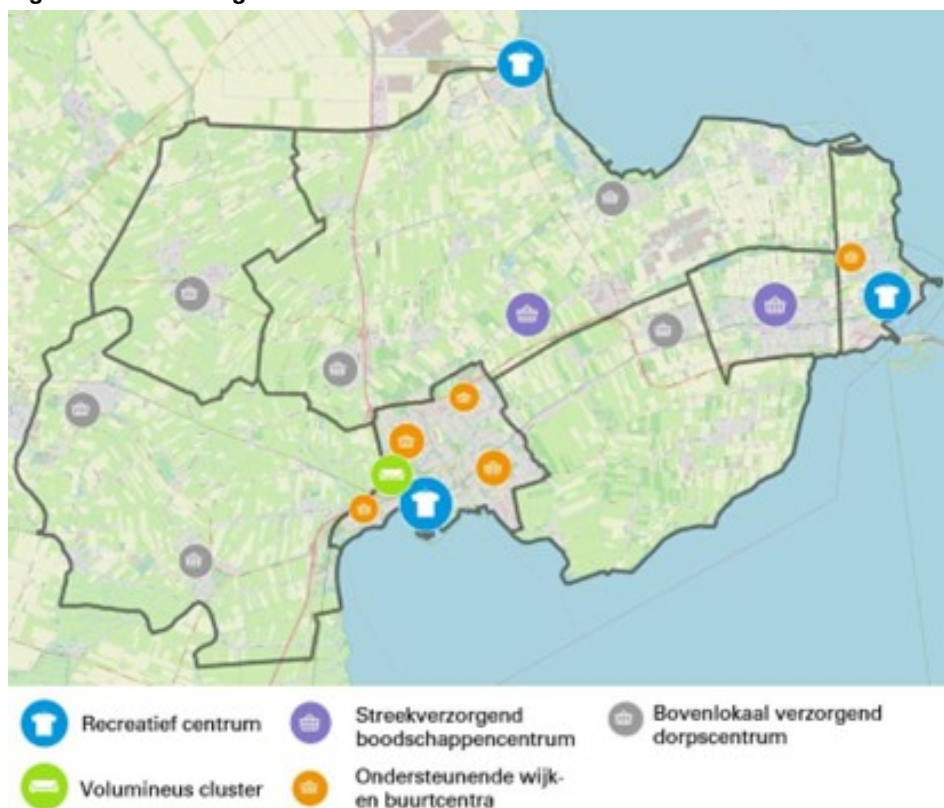 Recreatief centrum
Streekverzorgend
boodschappencentrum
Bovenlokaal verzorgend
dorpscentrum
Volumineus cluster
Ondersteunende wijk-
en buurtcentra